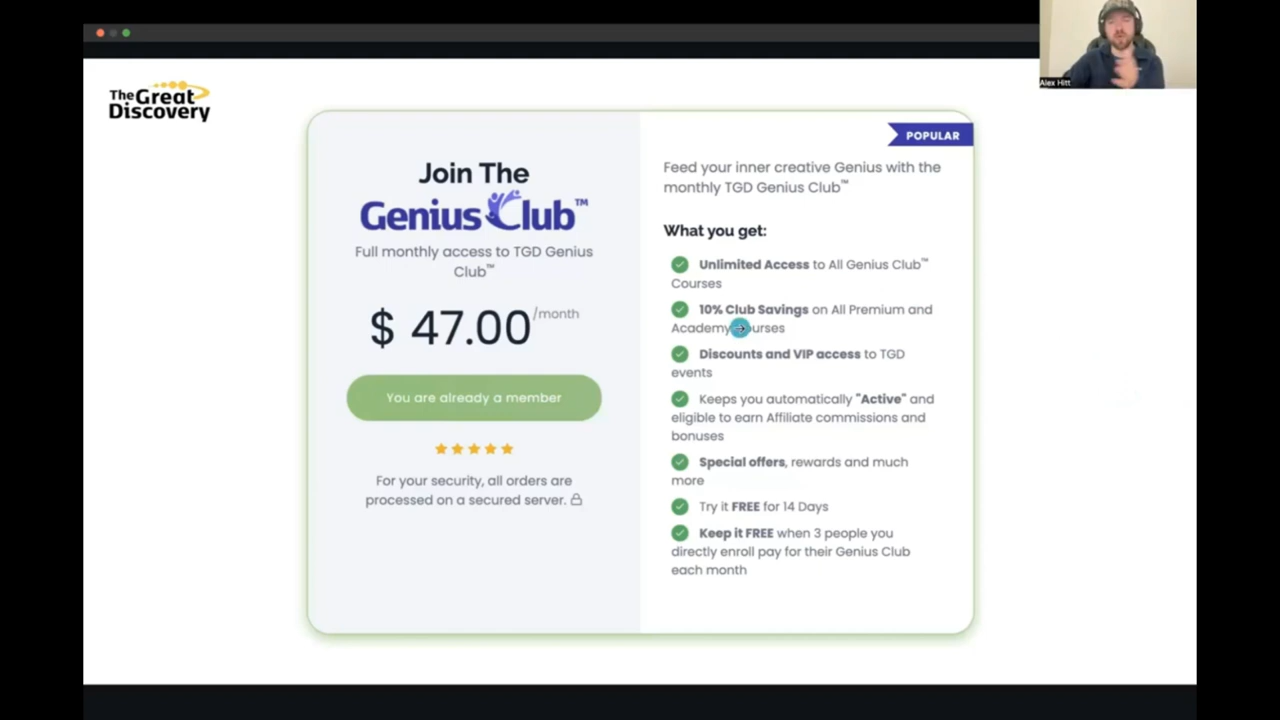 Alex Hitt
The Great
Discovery
POPULAR
Join The
Genius Club™
Full monthly access to TGD Genius
Club™
$ 47.00 /month
You are already a member
For your security, all orders are
processed on a secured server.
Feed your inner creative Genius with the
monthly TGD Genius Club™
What you get:
Unlimited Access to All Genius Club™
Courses
10% Club Savings on All Premium and
Academy Courses
Discounts and VIP access to TGD
events
Keeps you automatically "Active" and
eligible to earn Affiliate commissions and
bonuses
Special offers, rewards and much
more
Try it FREE for 14 Days
Keep it FREE when 3 people you
directly enroll pay for their Genius Club
each month